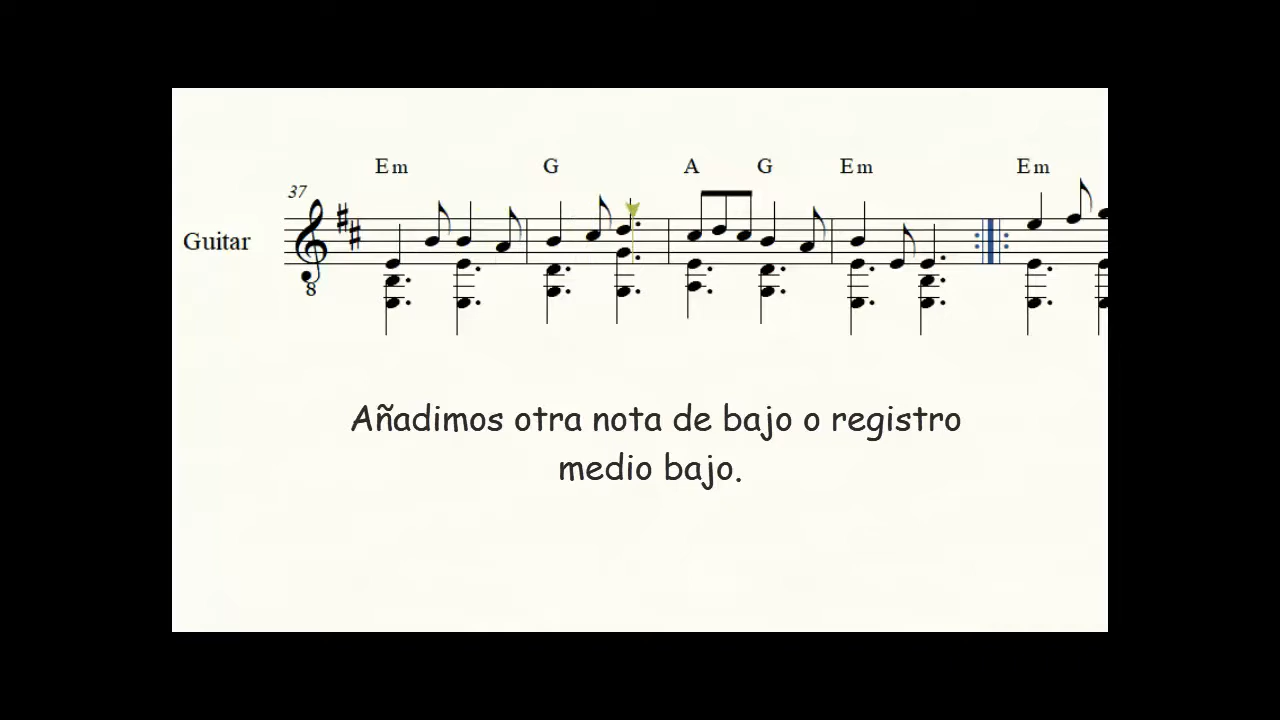 Em G A G Em Em
37
Guitar
8
Añadimos otra nota de bajo o registro
medio bajo.